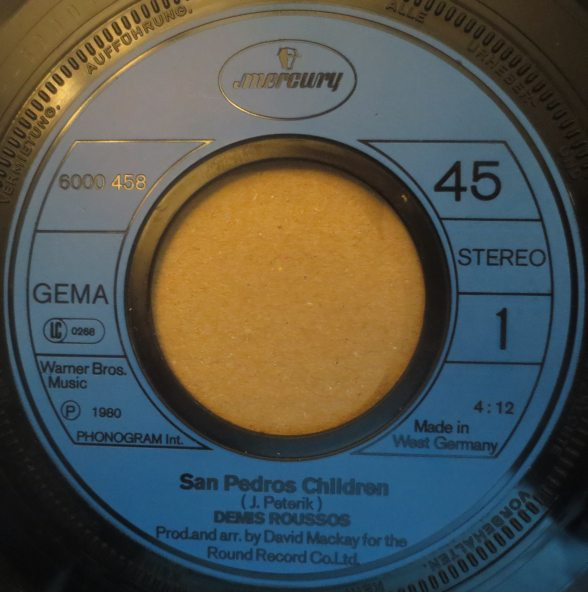 AUFFÜHRUNG,
ALLE
URHEBER
VERMIETUNG,
mercury
6000 458
45
STEREO
GEMA
LC 0268
1
Warner Bros.
Music
P 1980
PHONOGRAM Int.
4:12
Made in
West Germany
San Pedros Children
( J. Peterik )
DEMIS ROUSSOS
Prod.and arr. by David Mackay for the
Round Record Co.Ltd.
VORBEHALTEN.